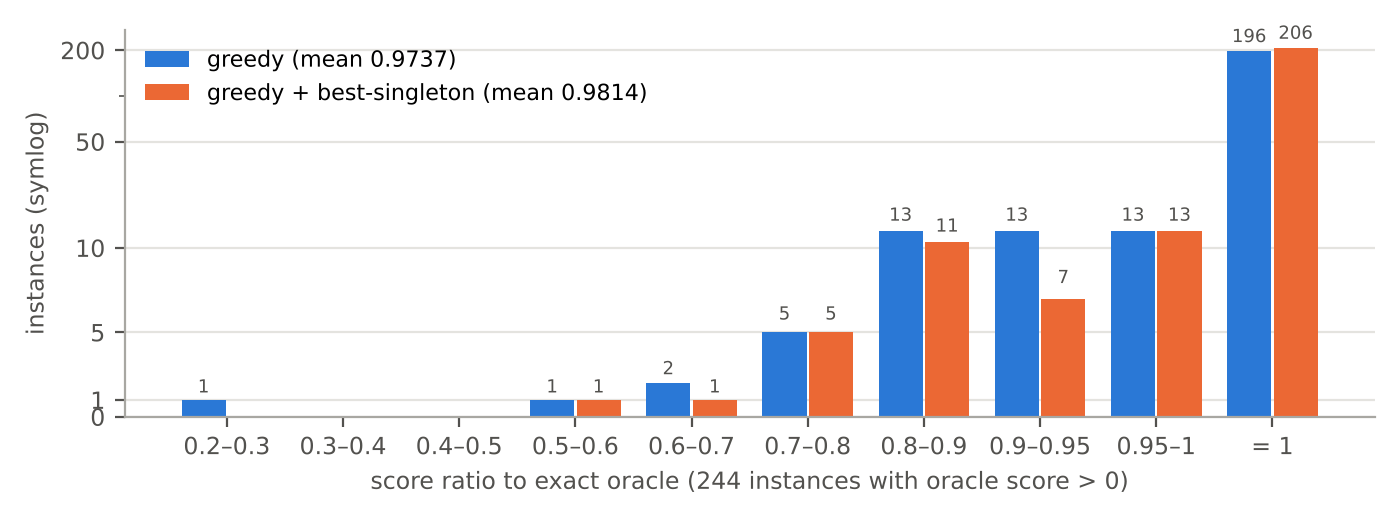 196 206
200
greedy (mean 0.9737)
greedy + best-singleton (mean 0.9814)
50
instances (symlog)
13 11 13 7 13 13
10
5 5
5
1 1 1 2 1
1
0
0.2–0.3 0.3–0.4 0.4–0.5 0.5–0.6 0.6–0.7 0.7–0.8 0.8–0.9 0.9–0.95 0.95–1 = 1
score ratio to exact oracle (244 instances with oracle score > 0)